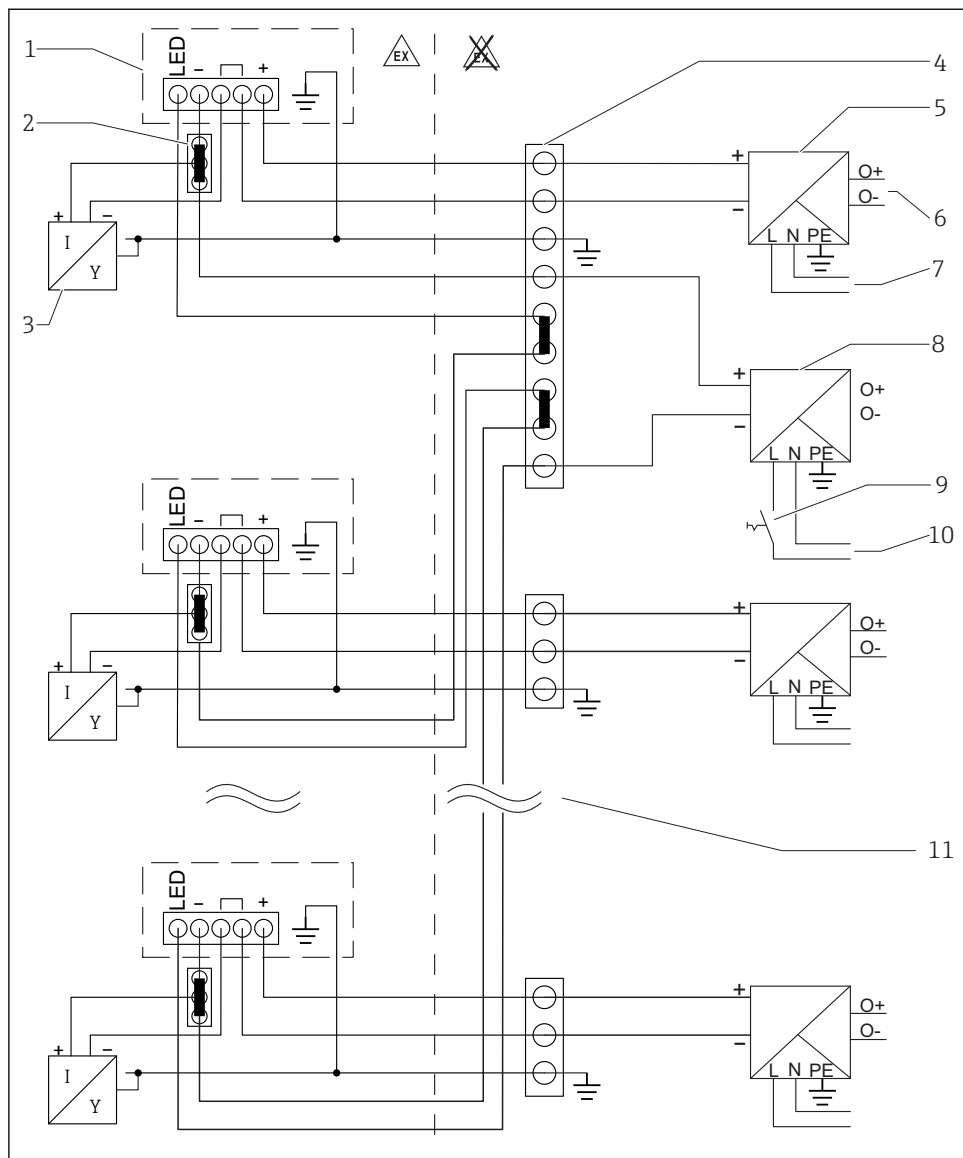 1
LED - +
EX
EX
4
2
5
+
O+
O-
6
-
+ -
I
Y
L N PE
7
3
8
+
O+
O-
-
L N PE
9
10
LED - +
+
O+
O-
-
+ -
I
Y
L N PE
11
LED - +
+
O+
O-
-
+ -
I
Y
L N PE